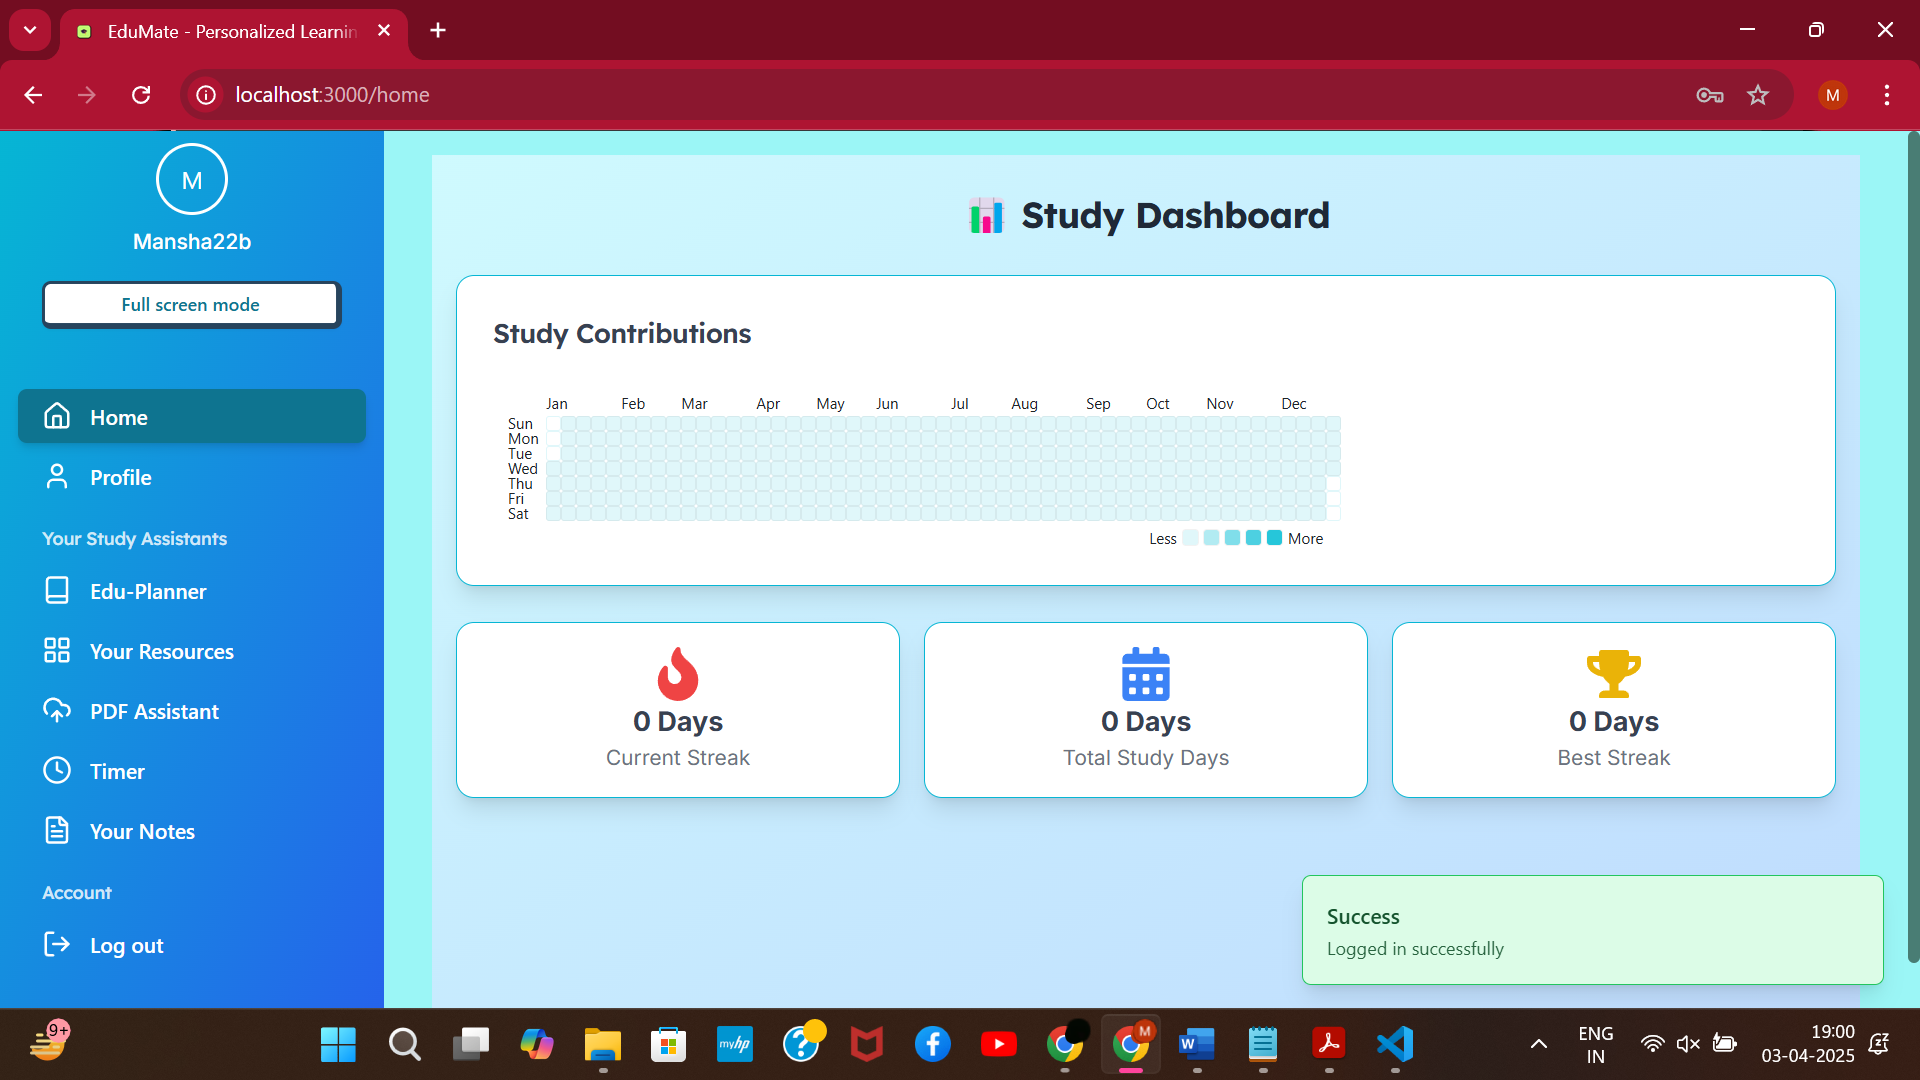 EduMate - Personalized Learnin
localhost:3000/home
M
M
Mansha22b
Full screen mode
Home
Profile
Your Study Assistants
Edu-Planner
Your Resources
PDF Assistant
Timer
Your Notes
Account
Log out
Study Dashboard
Study Contributions
Jan Feb Mar Apr May Jun Jul Aug Sep Oct Nov Dec
Sun
Mon
Tue
Wed
Thu
Fri
Sat
Less More
0 Days
Current Streak
0 Days
Total Study Days
0 Days
Best Streak
Success
Logged in successfully
9+
myhp
?
M
W
ENG
IN
19:00
03-04-2025